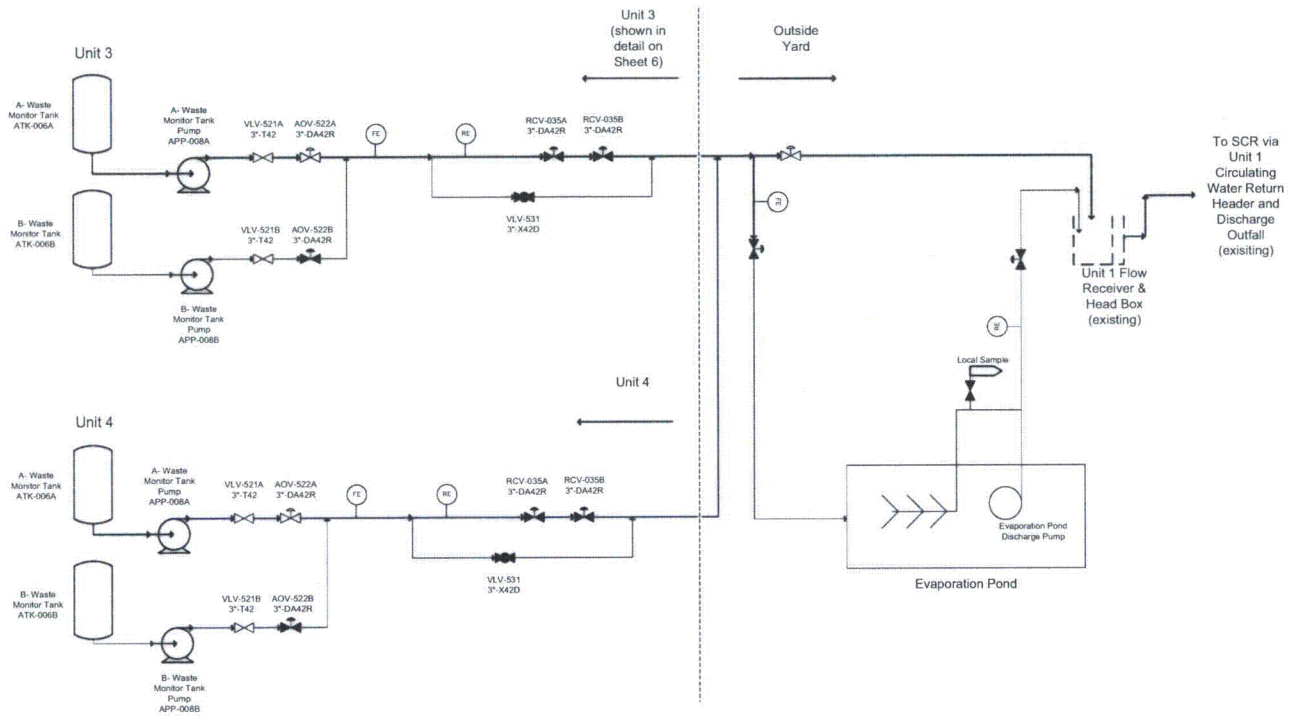 Unit 3
(shown in
detail on
Sheet 6)
Outside
Yard
Unit 3
A- Waste
Monitor Tank
ATK-006A
A- Waste
Monitor Tank
Pump
APP-008A
VLV-521A
3"-T42
AOV-522A
3"-DA42R
FE
RE
RCV-035A
3"-DA42R
RCV-035B
3"-DA42R
VLV-531
3"-X42D
B- Waste
Monitor Tank
ATK-006B
VLV-521B
3"-T42
AOV-522B
3"-DA42R
B- Waste
Monitor Tank
Pump
APP-008B
FE
To SCR via
Unit 1
Circulating
Water Return
Header and
Discharge
Outfall
(exisiting)
Unit 1 Flow
Receiver &
Head Box
(existing)
RE
Local Sample
Evaporation Pond
Discharge Pump
Evaporation Pond
Unit 4
Unit 4
A- Waste
Monitor Tank
ATK-006A
A- Waste
Monitor Tank
Pump
APP-008A
VLV-521A
3"-T42
AOV-522A
3"-DA42R
FE
RE
RCV-035A
3"-DA42R
RCV-035B
3"-DA42R
VLV-531
3"-X42D
B- Waste
Monitor Tank
ATK-006B
VLV-521B
3"-T42
AOV-522B
3"-DA42R
B- Waste
Monitor Tank
Pump
APP-008B